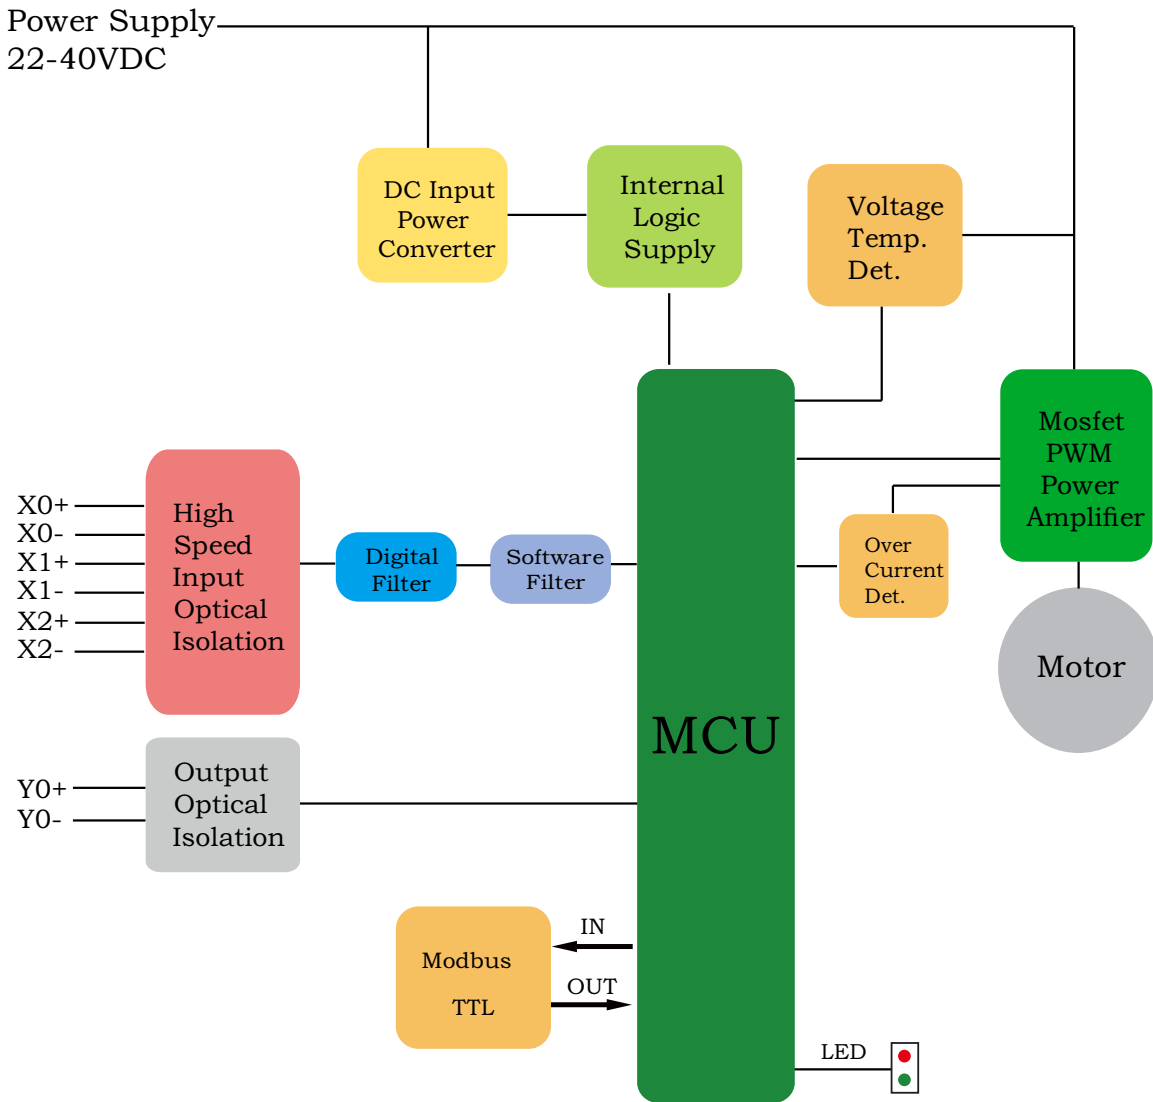 Power Supply
22-40VDC
DC Input
Power
Converter
Internal
Logic
Supply
Voltage
Temp.
Det.
Mosfet
PWM
Power
Amplifier
X0+
X0-
X1+
X1-
X2+
X2-
High
Speed
Input
Optical
Isolation
Digital
Filter
Software
Filter
Over
Current
Det.
Motor
MCU
Y0+
Y0-
Output
Optical
Isolation
Modbus
TTL
IN
OUT
LED